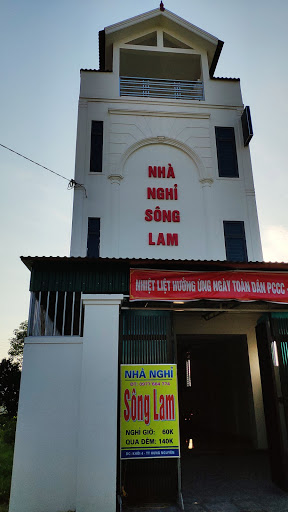 NHÀ
NGHỈ
SÔNG
LAM
NHIỆT LIỆT HƯỞNG ỨNG NGÀY TOÀN DÂN PCCC
NHÀ NGHỈ
Sông Lam
NGHỈ GIỜ: 60K
QUA ĐÊM: 140K